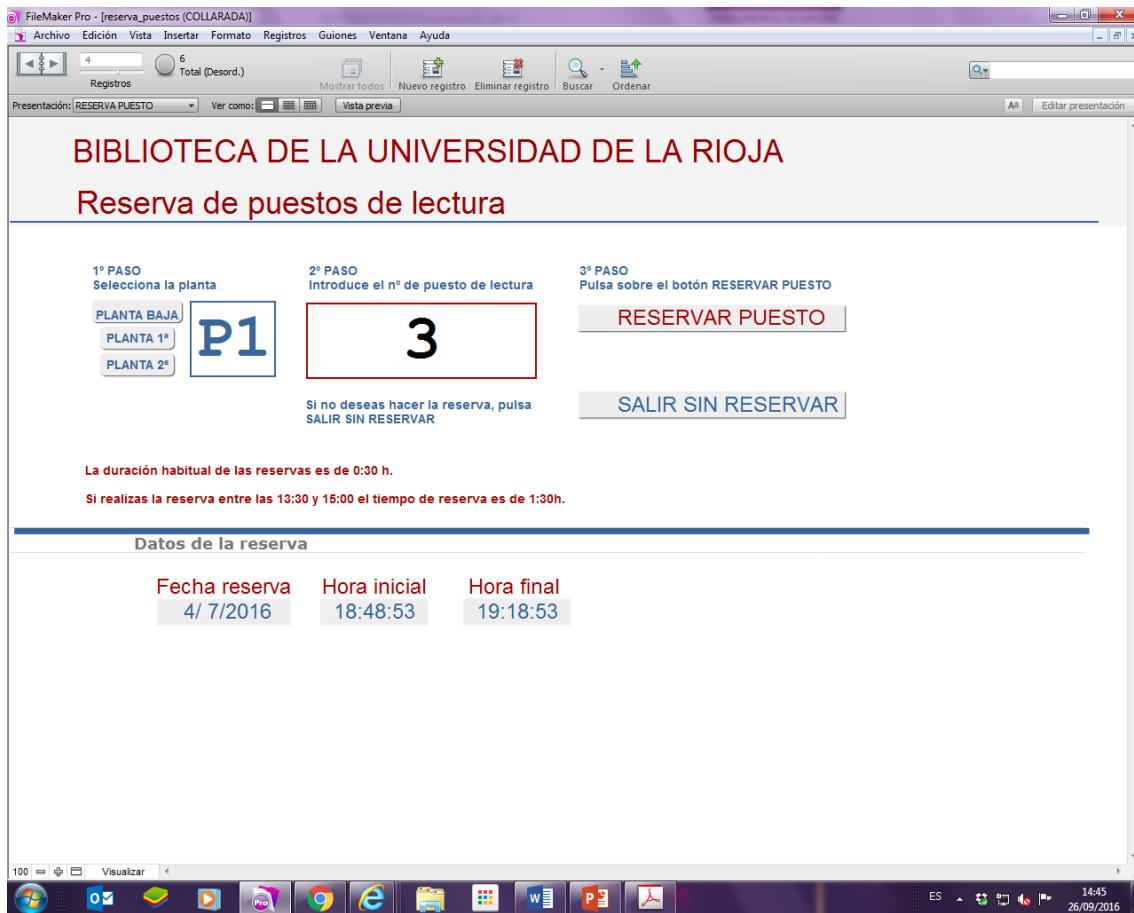 FileMaker Pro - [reserva_puestos (COLLARADA)]
Archivo Edición Vista Insertar Formato Registros Guiones Ventana Ayuda
4
6
Total (Desord.)
Registros
Mostrar todos Nuevo registro Eliminar registro Buscar Ordenar
Presentación: RESERVA PUESTO Ver como: Vista previa Aa Editar presentación
BIBLIOTECA DE LA UNIVERSIDAD DE LA RIOJA
Reserva de puestos de lectura
1º PASO
Selecciona la planta
PLANTA BAJA
PLANTA 1ª
PLANTA 2ª
P1
2º PASO
Introduce el nº de puesto de lectura
3
Si no deseas hacer la reserva, pulsa
SALIR SIN RESERVAR
3º PASO
Pulsa sobre el botón RESERVAR PUESTO
RESERVAR PUESTO
SALIR SIN RESERVAR
La duración habitual de las reservas es de 0:30 h.
Si realizas la reserva entre las 13:30 y 15:00 el tiempo de reserva es de 1:30h.
Datos de la reserva
Fecha reserva Hora inicial Hora final
4/ 7/2016 18:48:53 19:18:53
100 Visualizar
ES 14:45
26/09/2016